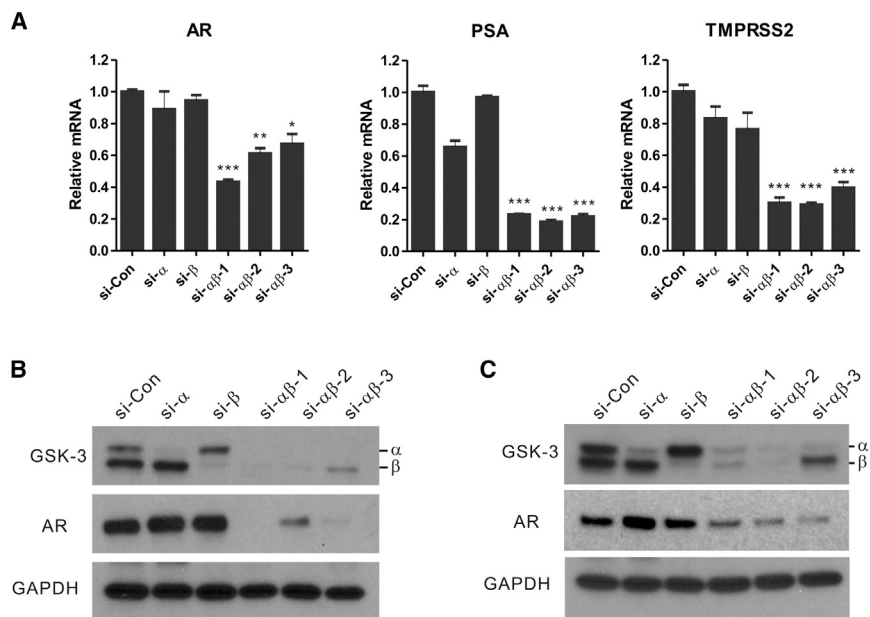 A
AR
PSA
TMPRSS2
Relative mRNA
1.2
1.0
0.8
0.6
0.4
0.2
0.0
***
**
*
si-Con
si-α
si-β
si-αβ-1
si-αβ-2
si-αβ-3
Relative mRNA
1.2
1.0
0.8
0.6
0.4
0.2
0.0
***
***
***
si-Con
si-α
si-β
si-αβ-1
si-αβ-2
si-αβ-3
Relative mRNA
1.2
1.0
0.8
0.6
0.4
0.2
0.0
***
***
***
si-Con
si-α
si-β
si-αβ-1
si-αβ-2
si-αβ-3
B
si-Con
si-α
si-β
si-αβ-1
si-αβ-2
si-αβ-3
GSK-3
α
β
AR
GAPDH
C
si-Con
si-α
si-β
si-αβ-1
si-αβ-2
si-αβ-3
GSK-3
α
β
AR
GAPDH